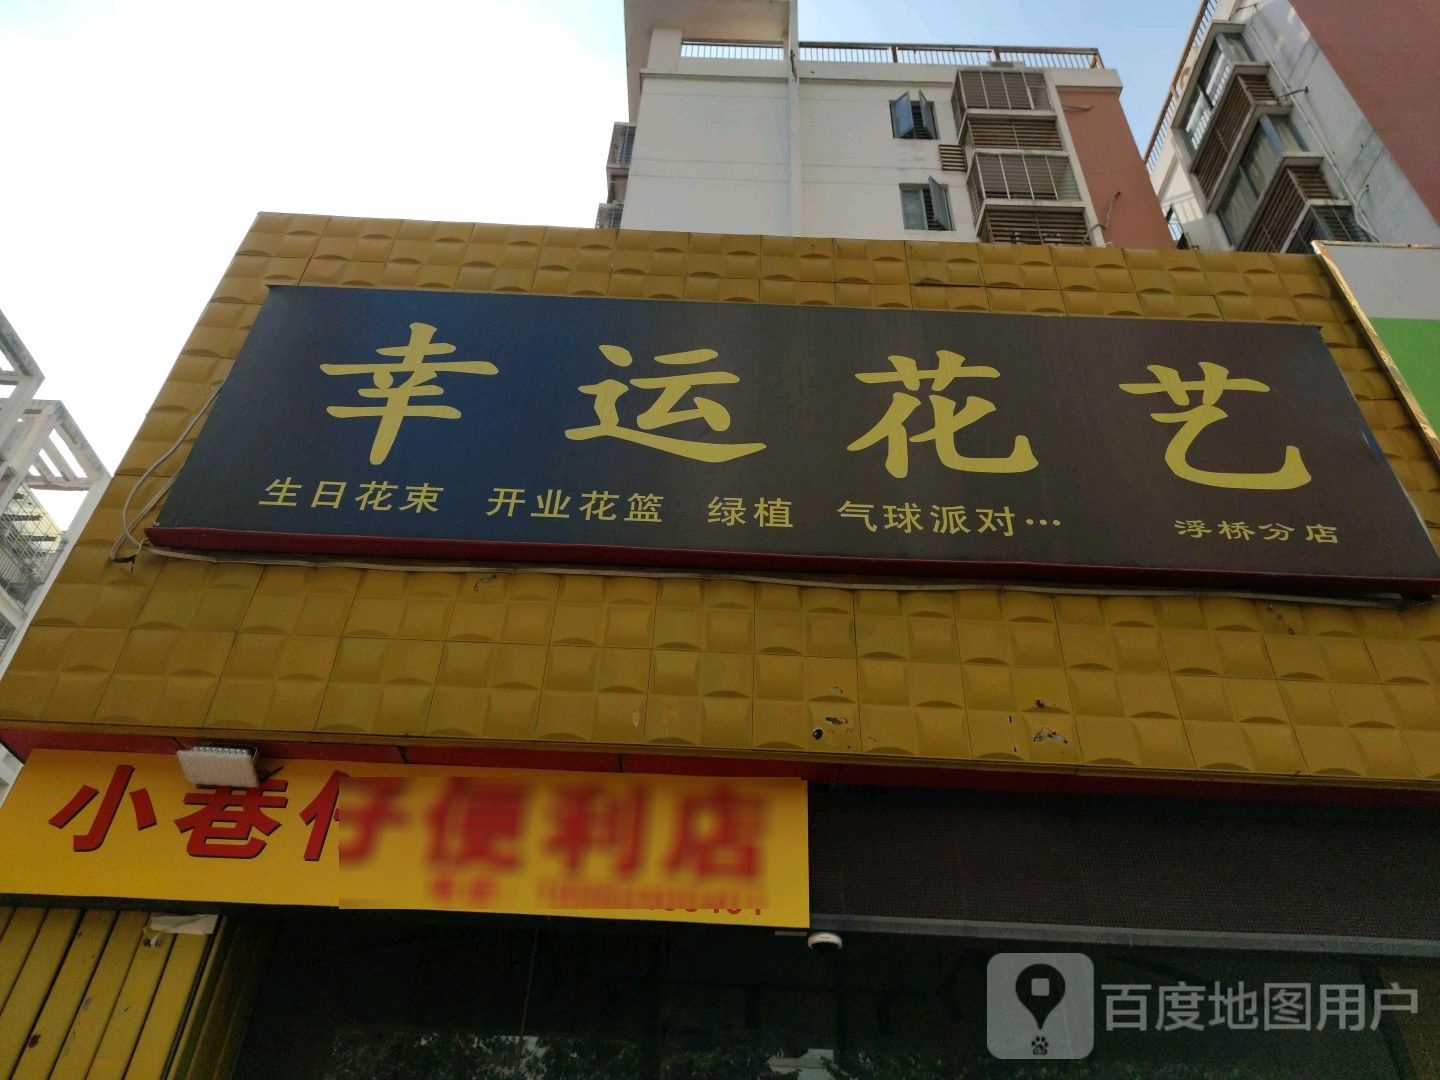 幸运花艺
生日花束 开业花篮 绿植 气球派对… 浮桥分店
小巷仔便利店
百度地图用户